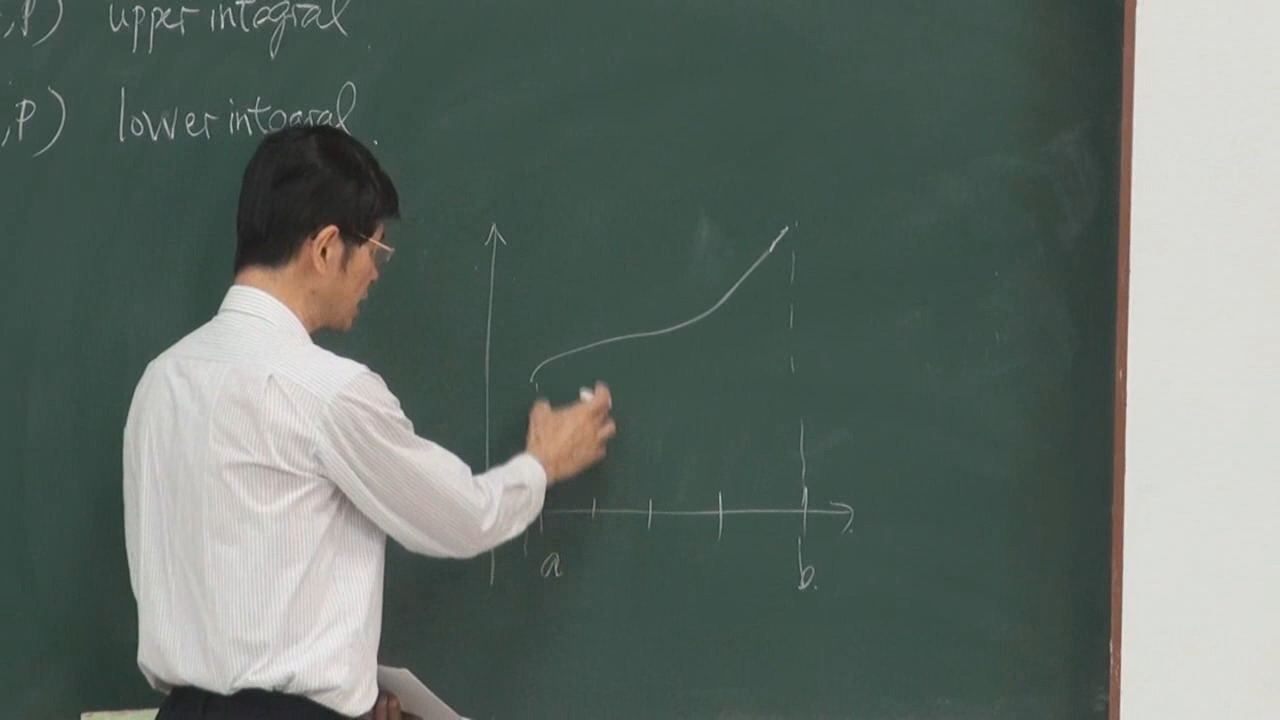 ,P) upper integral
,P) lower integral
a b